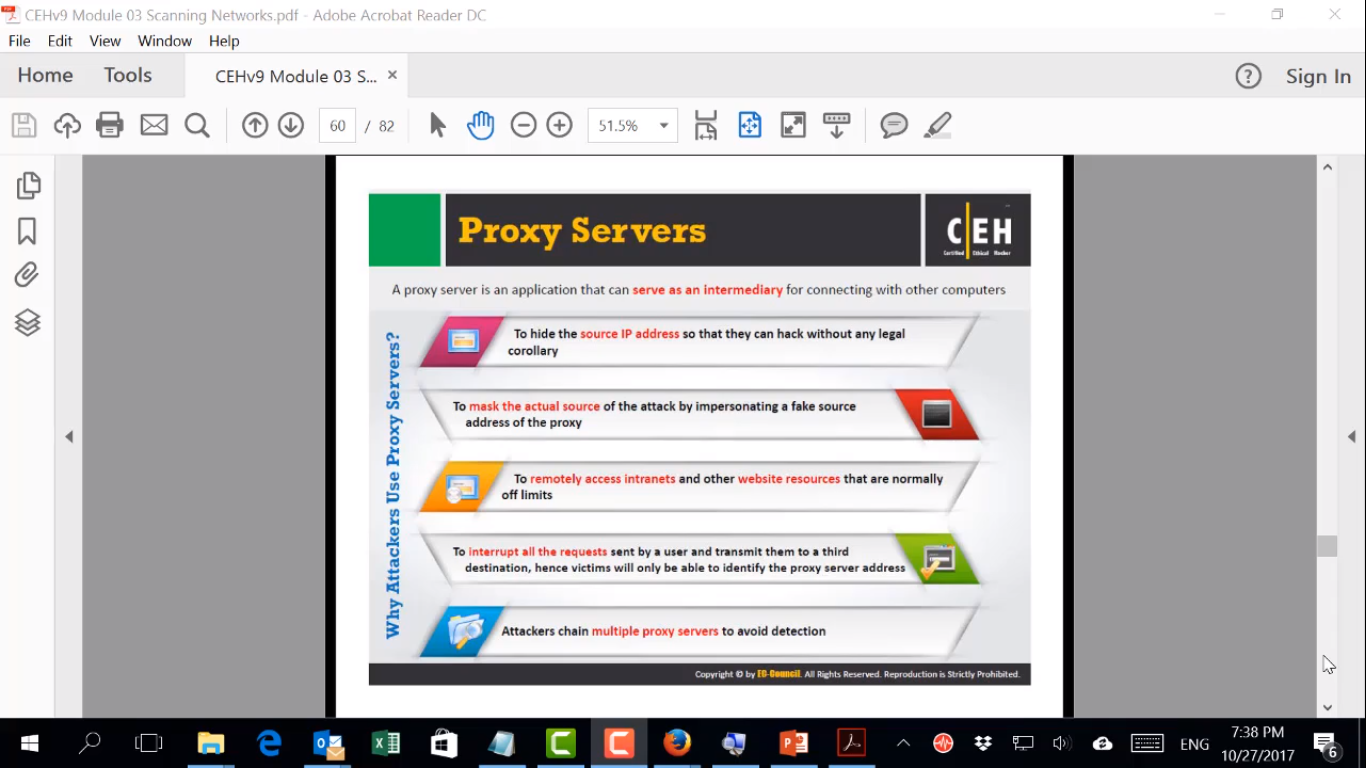 CEHv9 Module 03 Scanning Networks.pdf - Adobe Acrobat Reader DC
File Edit View Window Help
Home Tools CEHv9 Module 03 S... × Sign In
60 / 82 51.5%
Proxy Servers
C|EH
Certified Ethical Hacker
A proxy server is an application that can serve as an intermediary for connecting with other computers
Why Attackers Use Proxy Servers?
To hide the source IP address so that they can hack without any legal
corollary
To mask the actual source of the attack by impersonating a fake source
address of the proxy
To remotely access intranets and other website resources that are normally
off limits
To interrupt all the requests sent by a user and transmit them to a third
destination, hence victims will only be able to identify the proxy server address
Attackers chain multiple proxy servers to avoid detection
Copyright © by EC-Council. All Rights Reserved. Reproduction is Strictly Prohibited.
ENG
7:38 PM
10/27/2017
6